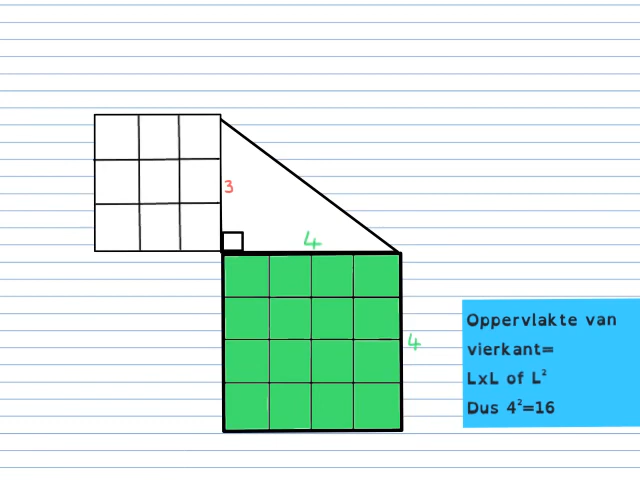 3
4
4
Oppervlakte van
vierkant=
LxL of L²
Dus 4²=16